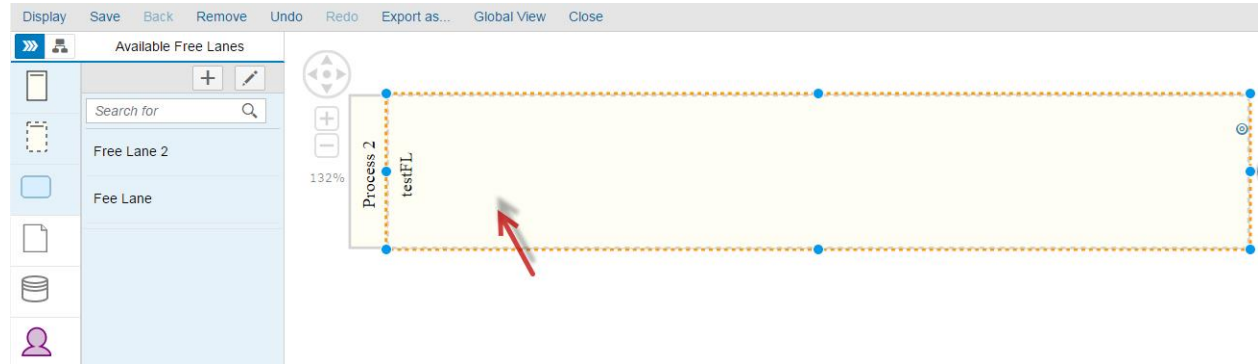 Display Save Back Remove Undo Redo Export as... Global View Close
Available Free Lanes
Search for
Free Lane 2
Fee Lane
132%
Process 2
testFL